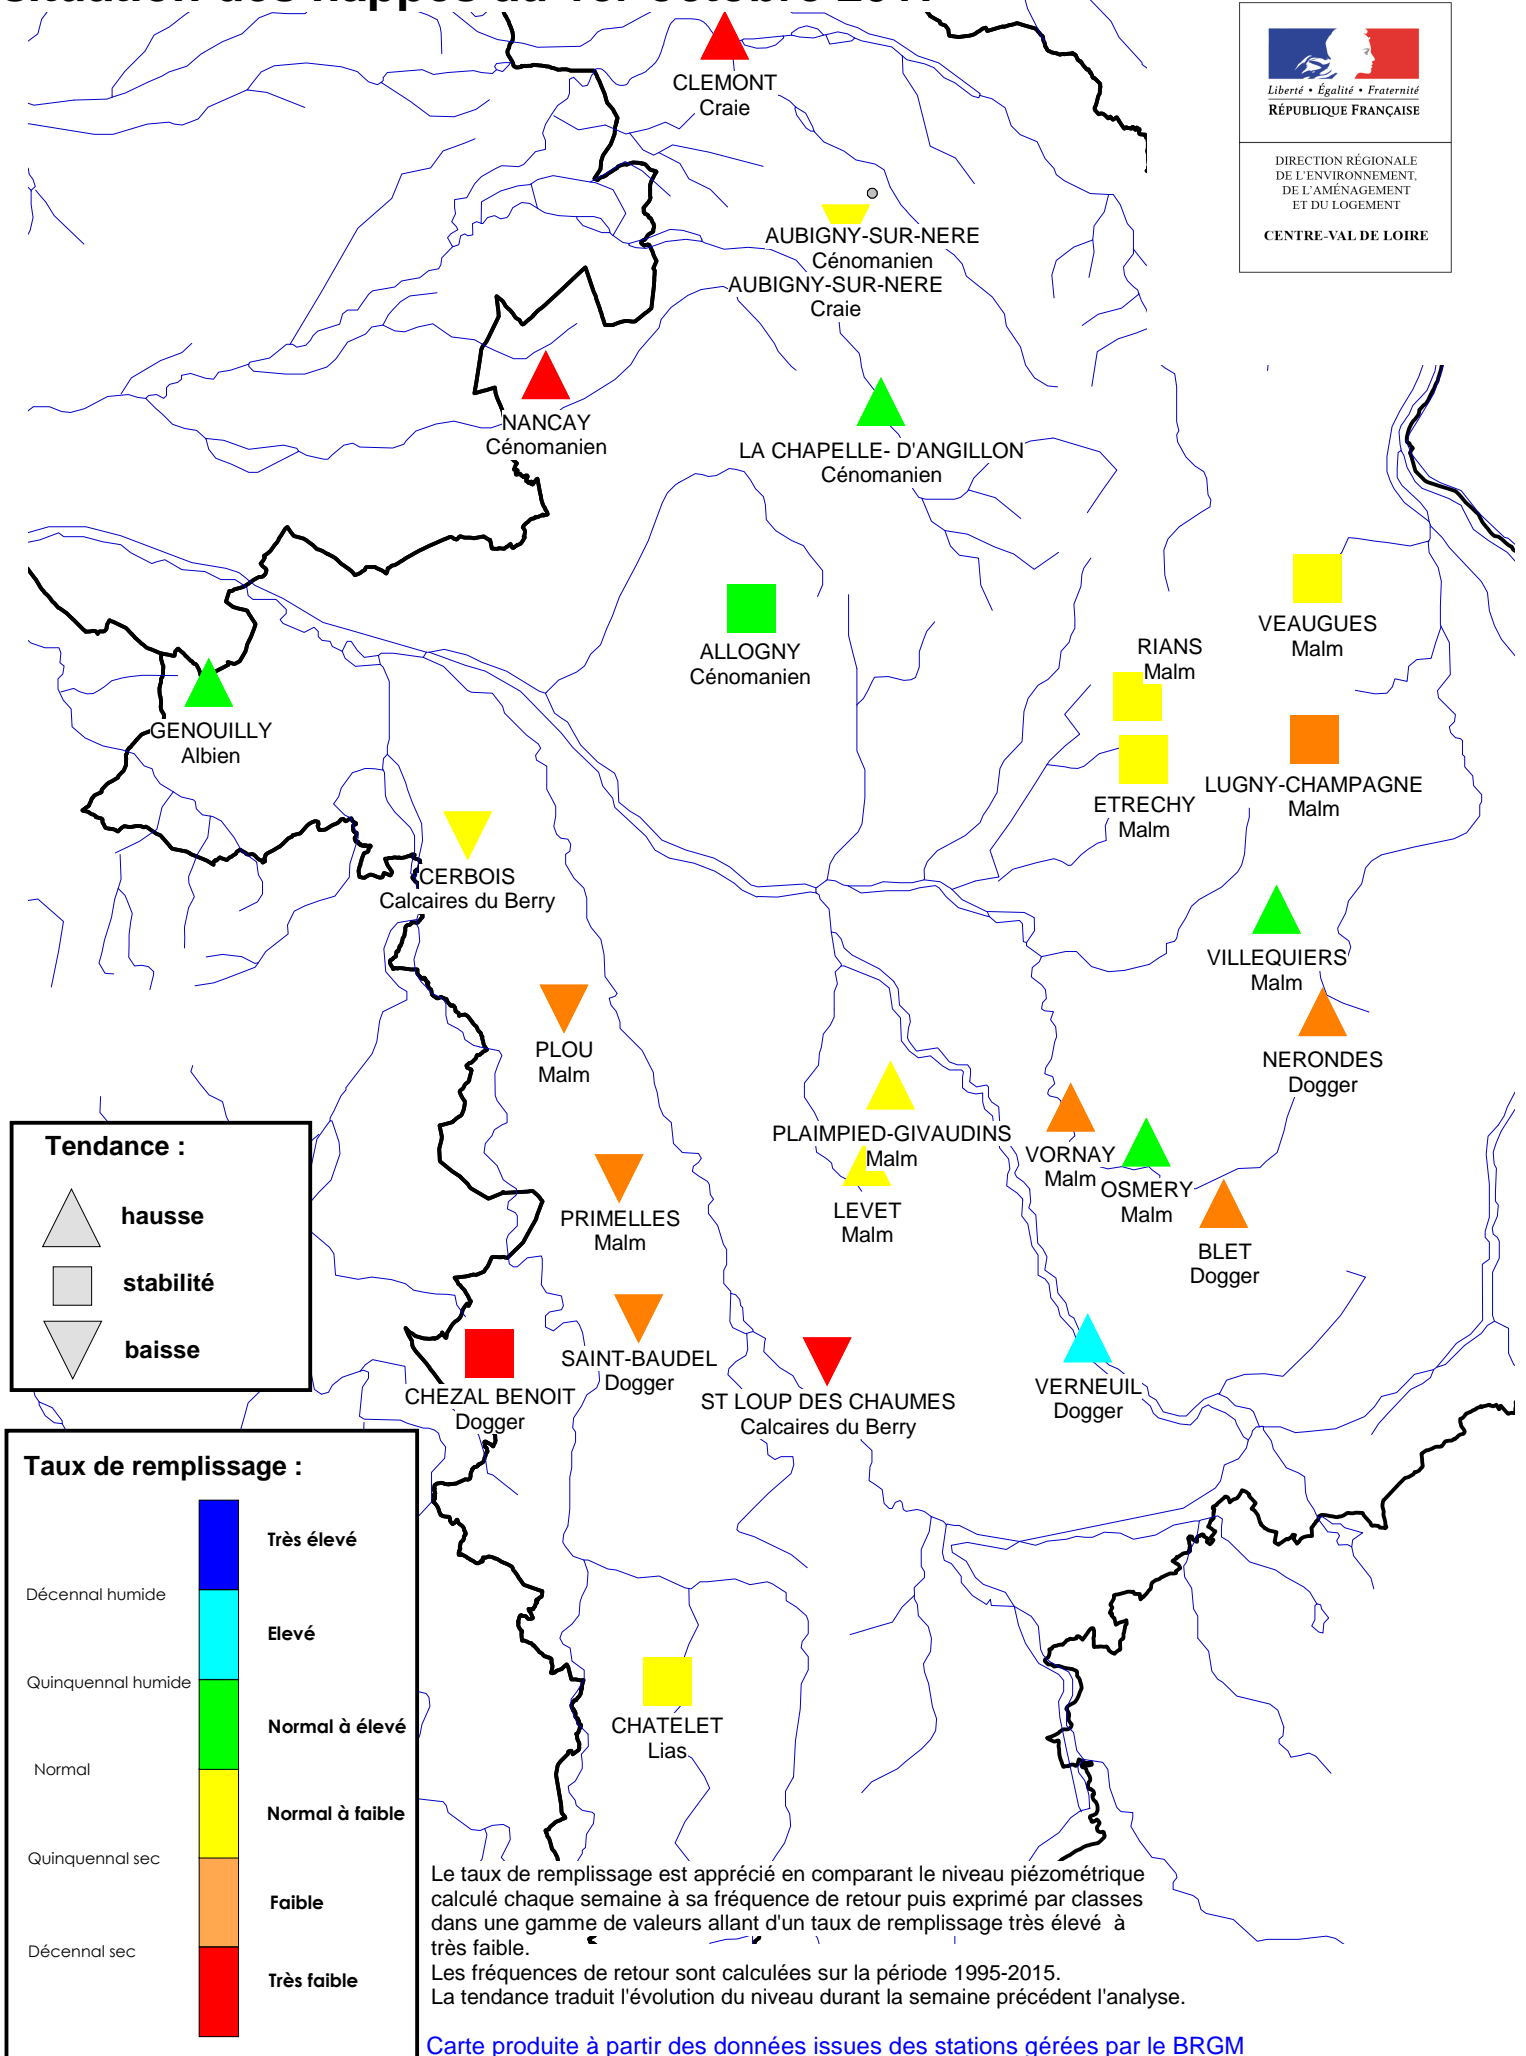 Liberté • Égalité • Fraternité
RÉPUBLIQUE FRANÇAISE
DIRECTION RÉGIONALE
DE L'ENVIRONNEMENT,
DE L'AMÉNAGEMENT
ET DU LOGEMENT
CENTRE-VAL DE LOIRE
CLEMONT
Craie
AUBIGNY-SUR-NERE
Cénomanien
AUBIGNY-SUR-NERE
Craie
NANCAY
Cénomanien
LA CHAPELLE- D'ANGILLON
Cénomanien
VEAUGUES
Malm
ALLOGNY
Cénomanien
RIANS
Malm
GENOUILLY
Albien
LUGNY-CHAMPAGNE
Malm
ETRECHY
Malm
CERBOIS
Calcaires du Berry
VILLEQUIERS
Malm
PLOU
Malm
NERONDES
Dogger
PLAIMPIED-GIVAUDINS
Malm
VORNAY
Malm
OSMERY
Malm
PRIMELLES
Malm
LEVET
Malm
BLET
Dogger
SAINT-BAUDEL
Dogger
CHEZAL BENOIT
Dogger
ST LOUP DES CHAUMES
Calcaires du Berry
VERNEUIL
Dogger
CHATELET
Lias
Tendance :
hausse
stabilité
baisse
Taux de remplissage :
Très élevé
Décennal humide
Elevé
Quinquennal humide
Normal à élevé
Normal
Normal à faible
Quinquennal sec
Faible
Décennal sec
Très faible
Le taux de remplissage est apprécié en comparant le niveau piézométrique
calculé chaque semaine à sa fréquence de retour puis exprimé par classes
dans une gamme de valeurs allant d'un taux de remplissage très élevé à
très faible.
Les fréquences de retour sont calculées sur la période 1995-2015.
La tendance traduit l'évolution du niveau durant la semaine précédent l'analyse.
Carte produite à partir des données issues des stations gérées par le BRGM